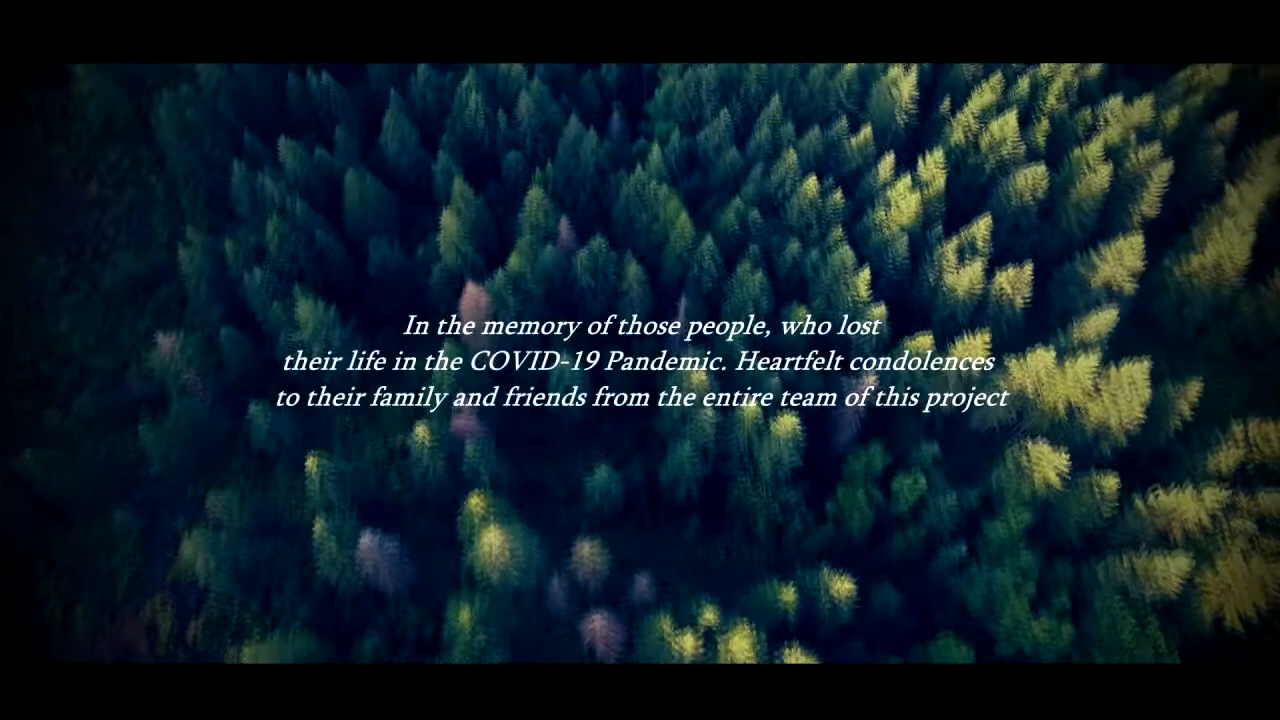 In the memory of those people, who lost
their life in the COVID-19 Pandemic. Heartfelt condolences
to their family and friends from the entire team of this project